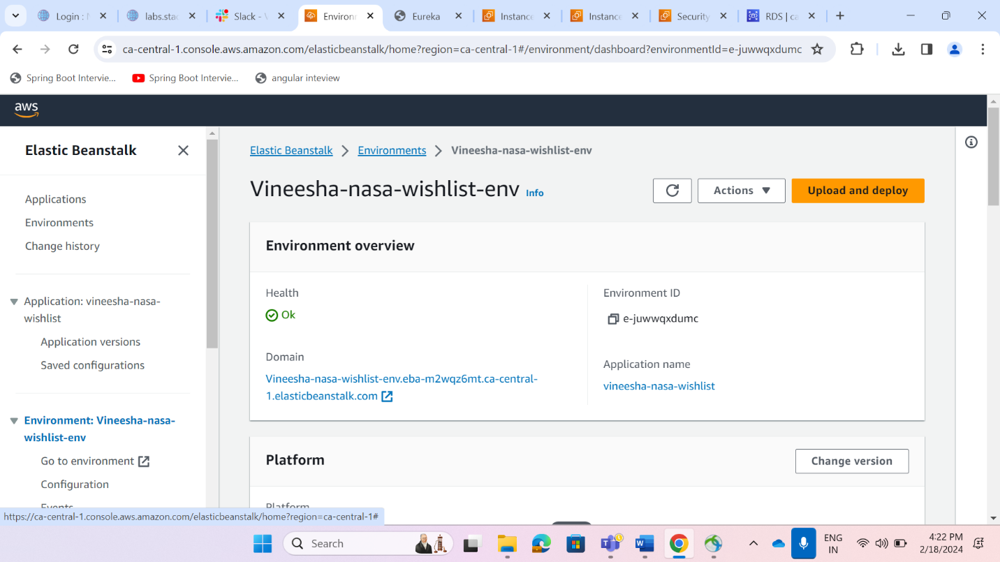 Login : N
labs.stac
Slack - V
Environm
Eureka
Instance
Instance
Security
RDS | ca
ca-central-1.console.aws.amazon.com/elasticbeanstalk/home?region=ca-central-1#/environment/dashboard?environmentId=e-juwwqxdumc
Spring Boot Intervie...
Spring Boot Intervie...
angular inteview
aws
Elastic Beanstalk
Applications
Environments
Change history
Application: vineesha-nasa-
wishlist
Application versions
Saved configurations
Environment: Vineesha-nasa-
wishlist-env
Go to environment
Configuration
Events
https://ca-central-1.console.aws.amazon.com/elasticbeanstalk/home?region=ca-central-1#
Elastic Beanstalk
Environments
Vineesha-nasa-wishlist-env
Vineesha-nasa-wishlist-env Info
Actions
Upload and deploy
Environment overview
Health
Ok
Domain
Vineesha-nasa-wishlist-env.eba-m2wqz6mt.ca-central-
1.elasticbeanstalk.com
Environment ID
e-juwwqxdumc
Application name
vineesha-nasa-wishlist
Platform
Change version
Platform
Search
ENG
IN
4:22 PM
2/18/2024